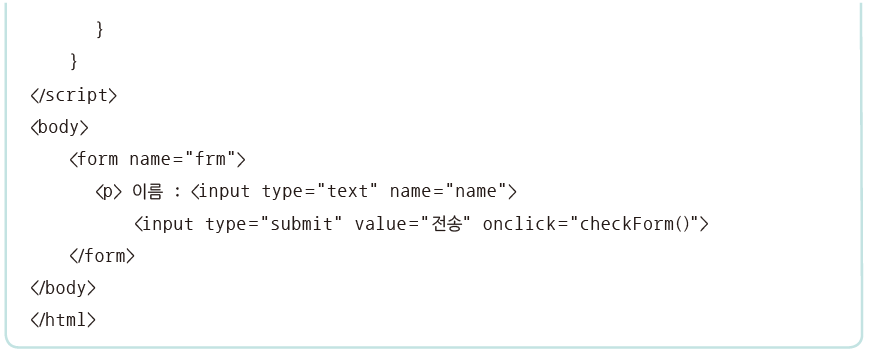 }
}
</script>
<body>
<form name="frm">
<p> 이름 : <input type="text" name="name">
<input type="submit" value="전송" onclick="checkForm()">
</form>
</body>
</html>